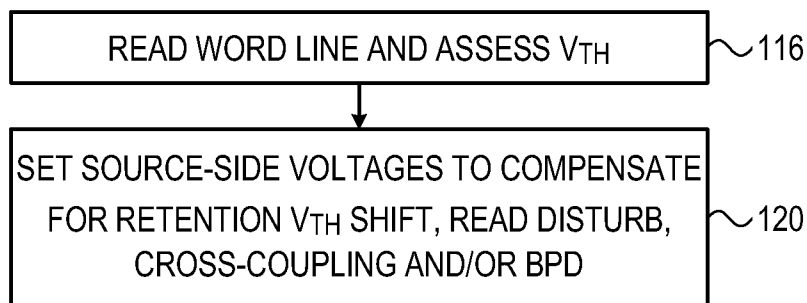 READ WORD LINE AND ASSESS VTH 116
SET SOURCE-SIDE VOLTAGES TO COMPENSATE
FOR RETENTION VTH SHIFT, READ DISTURB, 120
CROSS-COUPLING AND/OR BPD